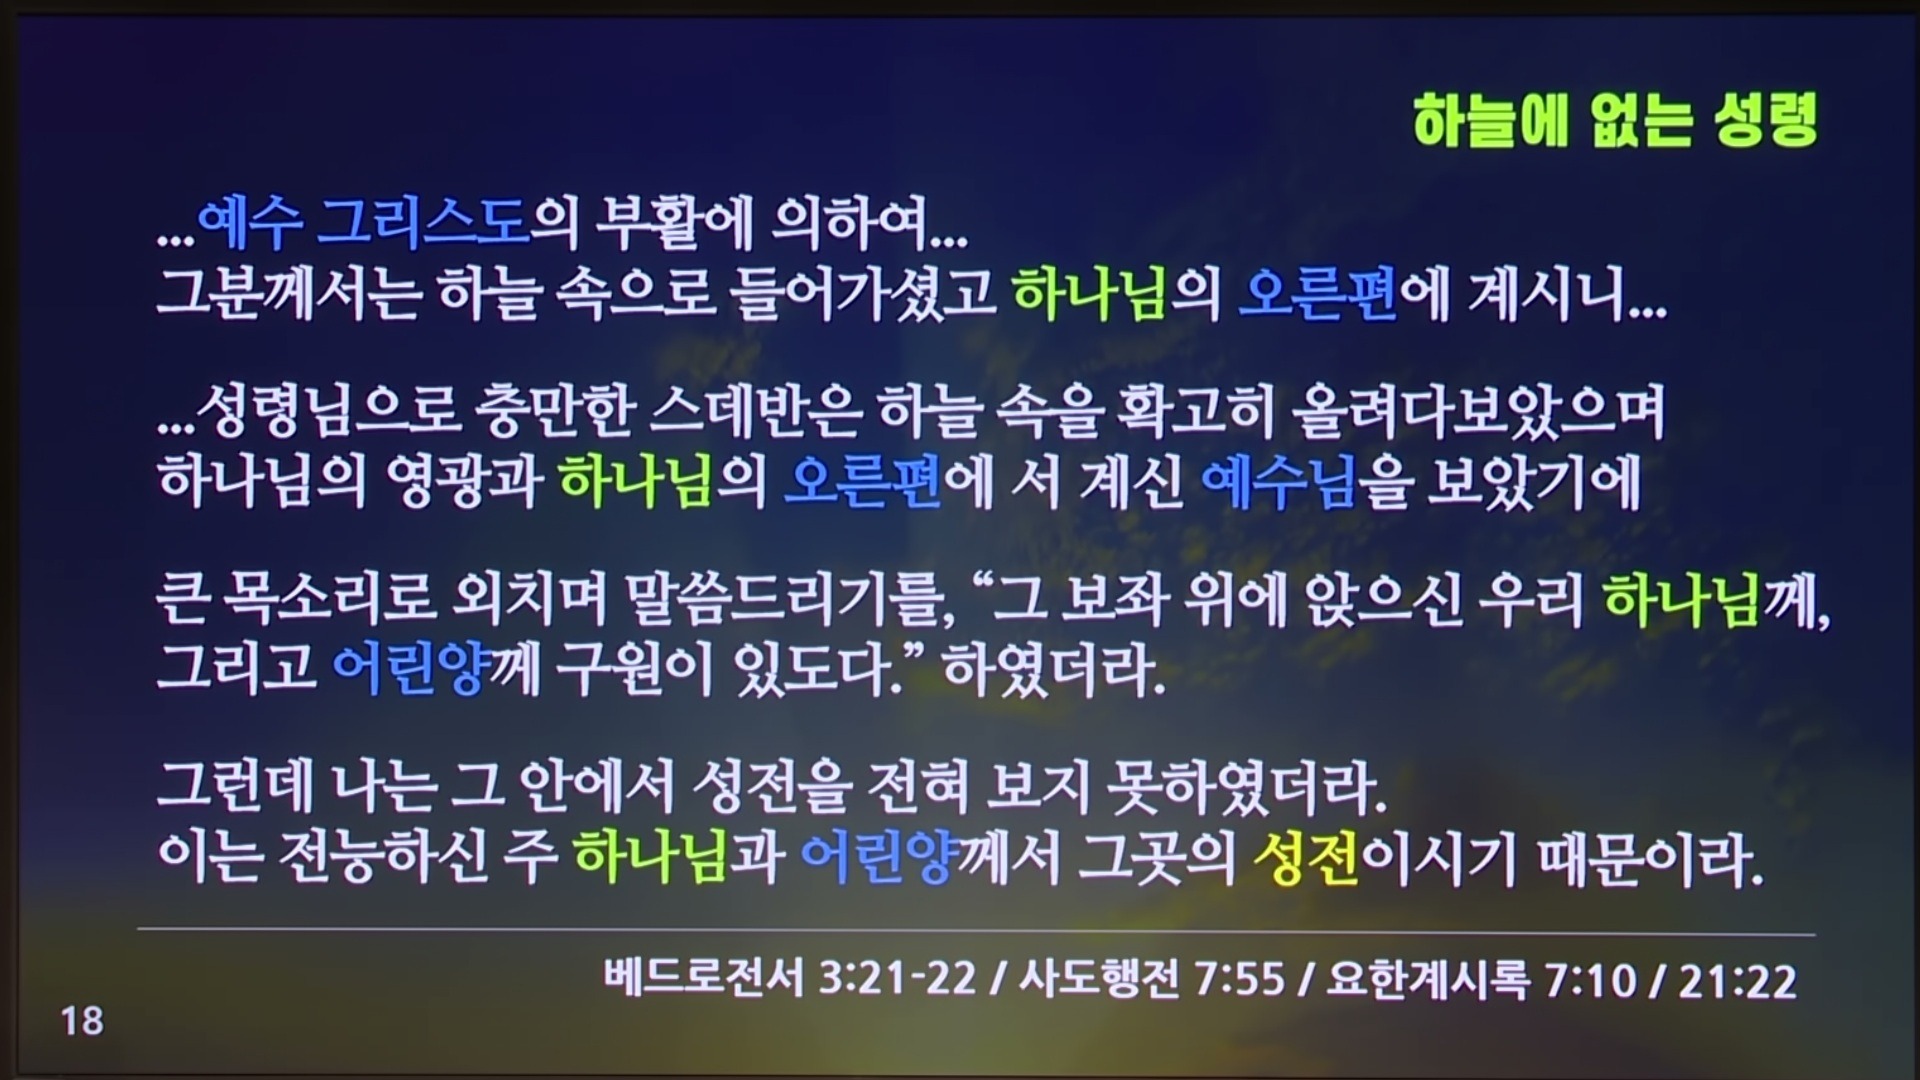 하늘에 없는 성령
...예수 그리스도의 부활에 의하여...
그분께서는 하늘 속으로 들어가셨고 하나님의 오른편에 계시니...
...성령님으로 충만한 스데반은 하늘 속을 확고히 올려다보았으며
하나님의 영광과 하나님의 오른편에 서 계신 예수님을 보았기에
큰 목소리로 외치며 말씀드리기를, “그 보좌 위에 앉으신 우리 하나님께,
그리고 어린양께 구원이 있도다.” 하였더라.
그런데 나는 그 안에서 성전을 전혀 보지 못하였더라.
이는 전능하신 주 하나님과 어린양께서 그곳의 성전이시기 때문이라.
베드로전서 3:21-22 / 사도행전 7:55 / 요한계시록 7:10 / 21:22
18